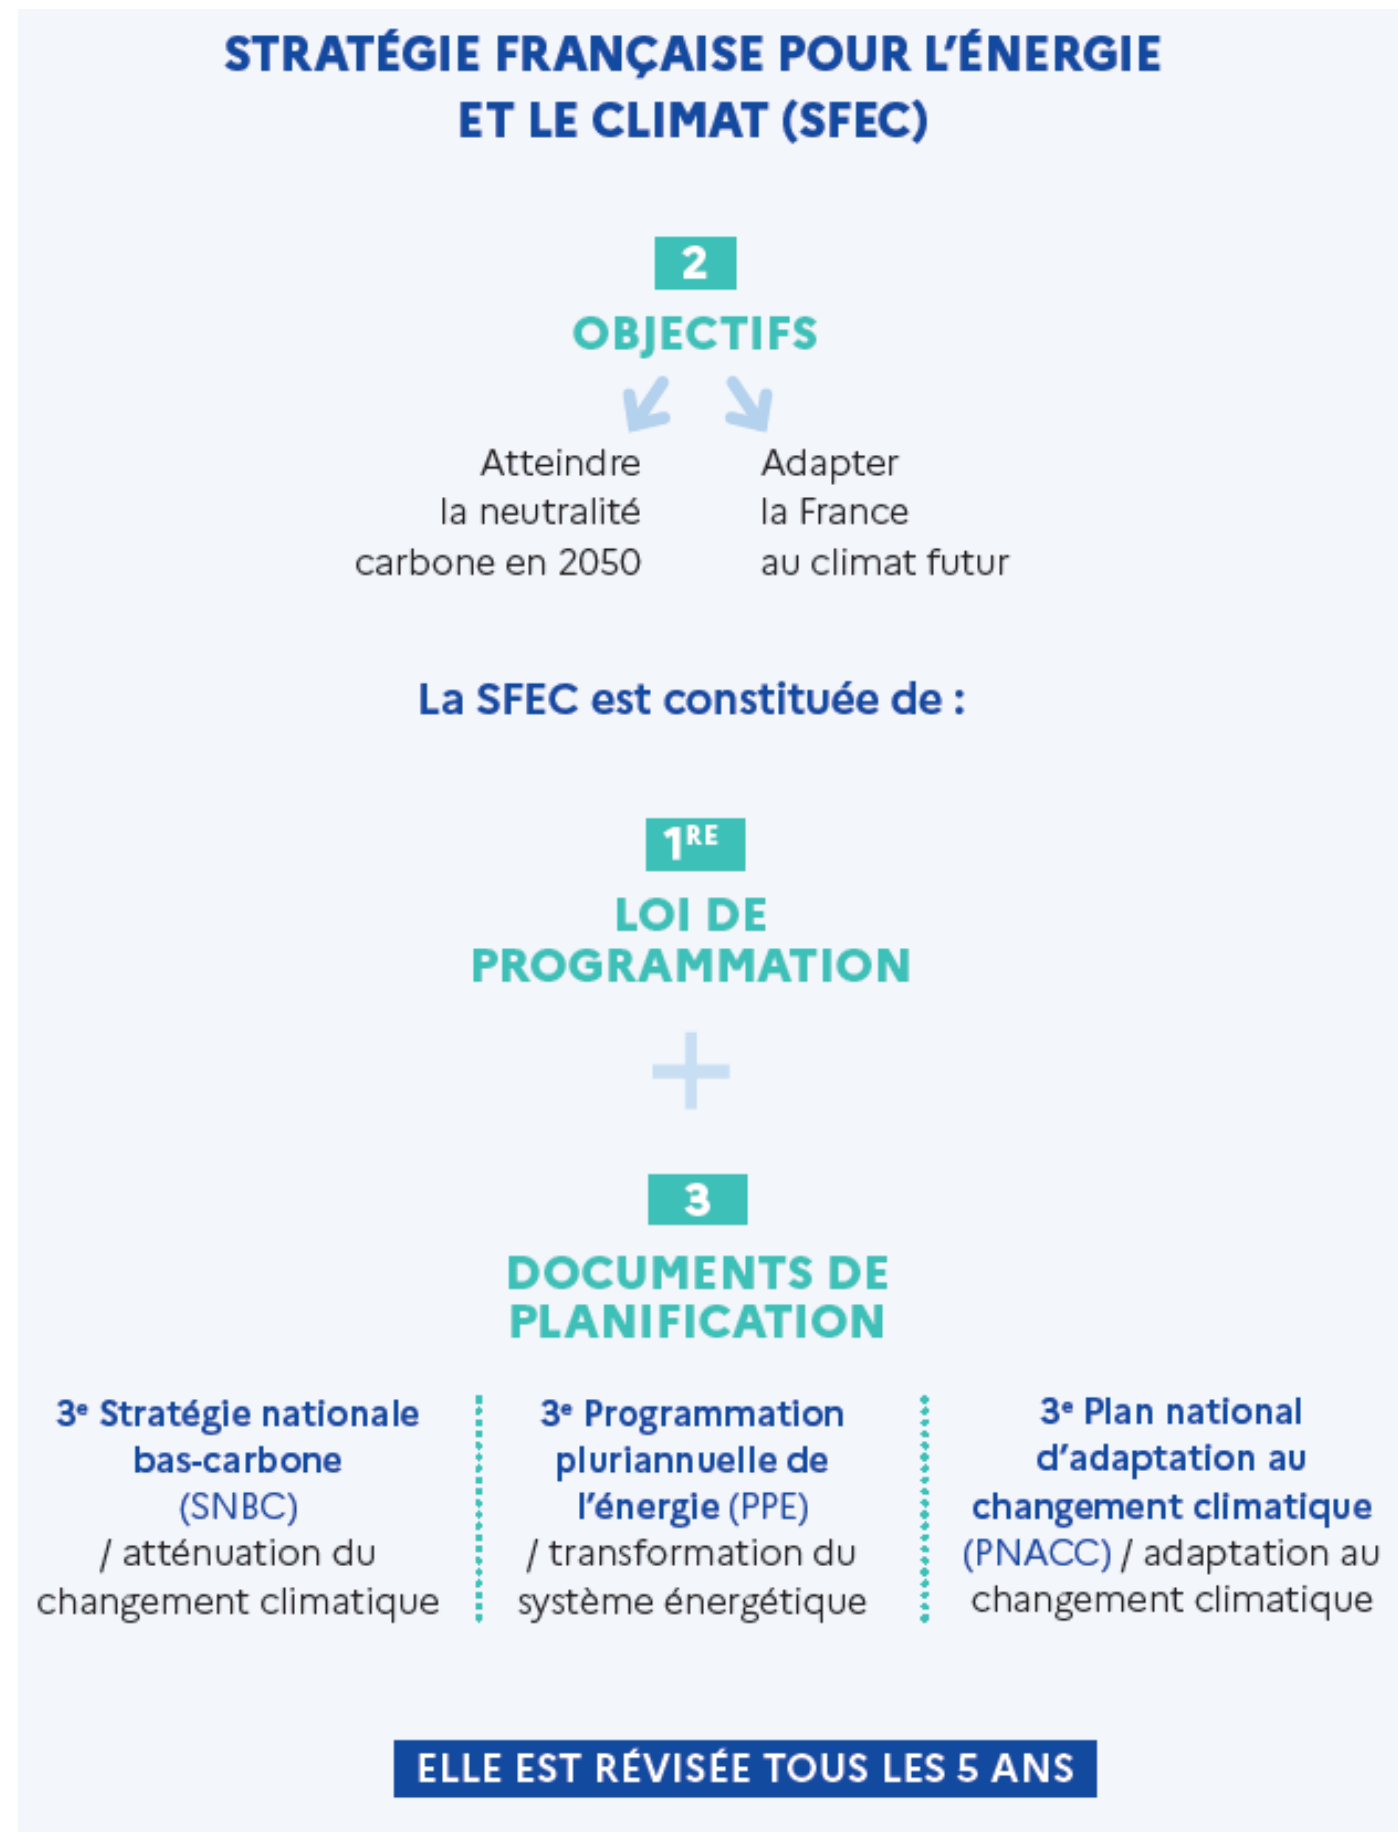 STRATÉGIE FRANÇAISE POUR L'ÉNERGIE
ET LE CLIMAT (SFEC)
2
OBJECTIFS
Atteindre
la neutralité
carbone en 2050
Adapter
la France
au climat futur
La SFEC est constituée de :
1RE
LOI DE
PROGRAMMATION
+
3
DOCUMENTS DE
PLANIFICATION
3e Stratégie nationale
bas-carbone
(SNBC)
/ atténuation du
changement climatique
3e Programmation
pluriannuelle de
l'énergie (PPE)
/ transformation du
système énergétique
3e Plan national
d'adaptation au
changement climatique
(PNACC) / adaptation au
changement climatique
ELLE EST RÉVISÉE TOUS LES 5 ANS